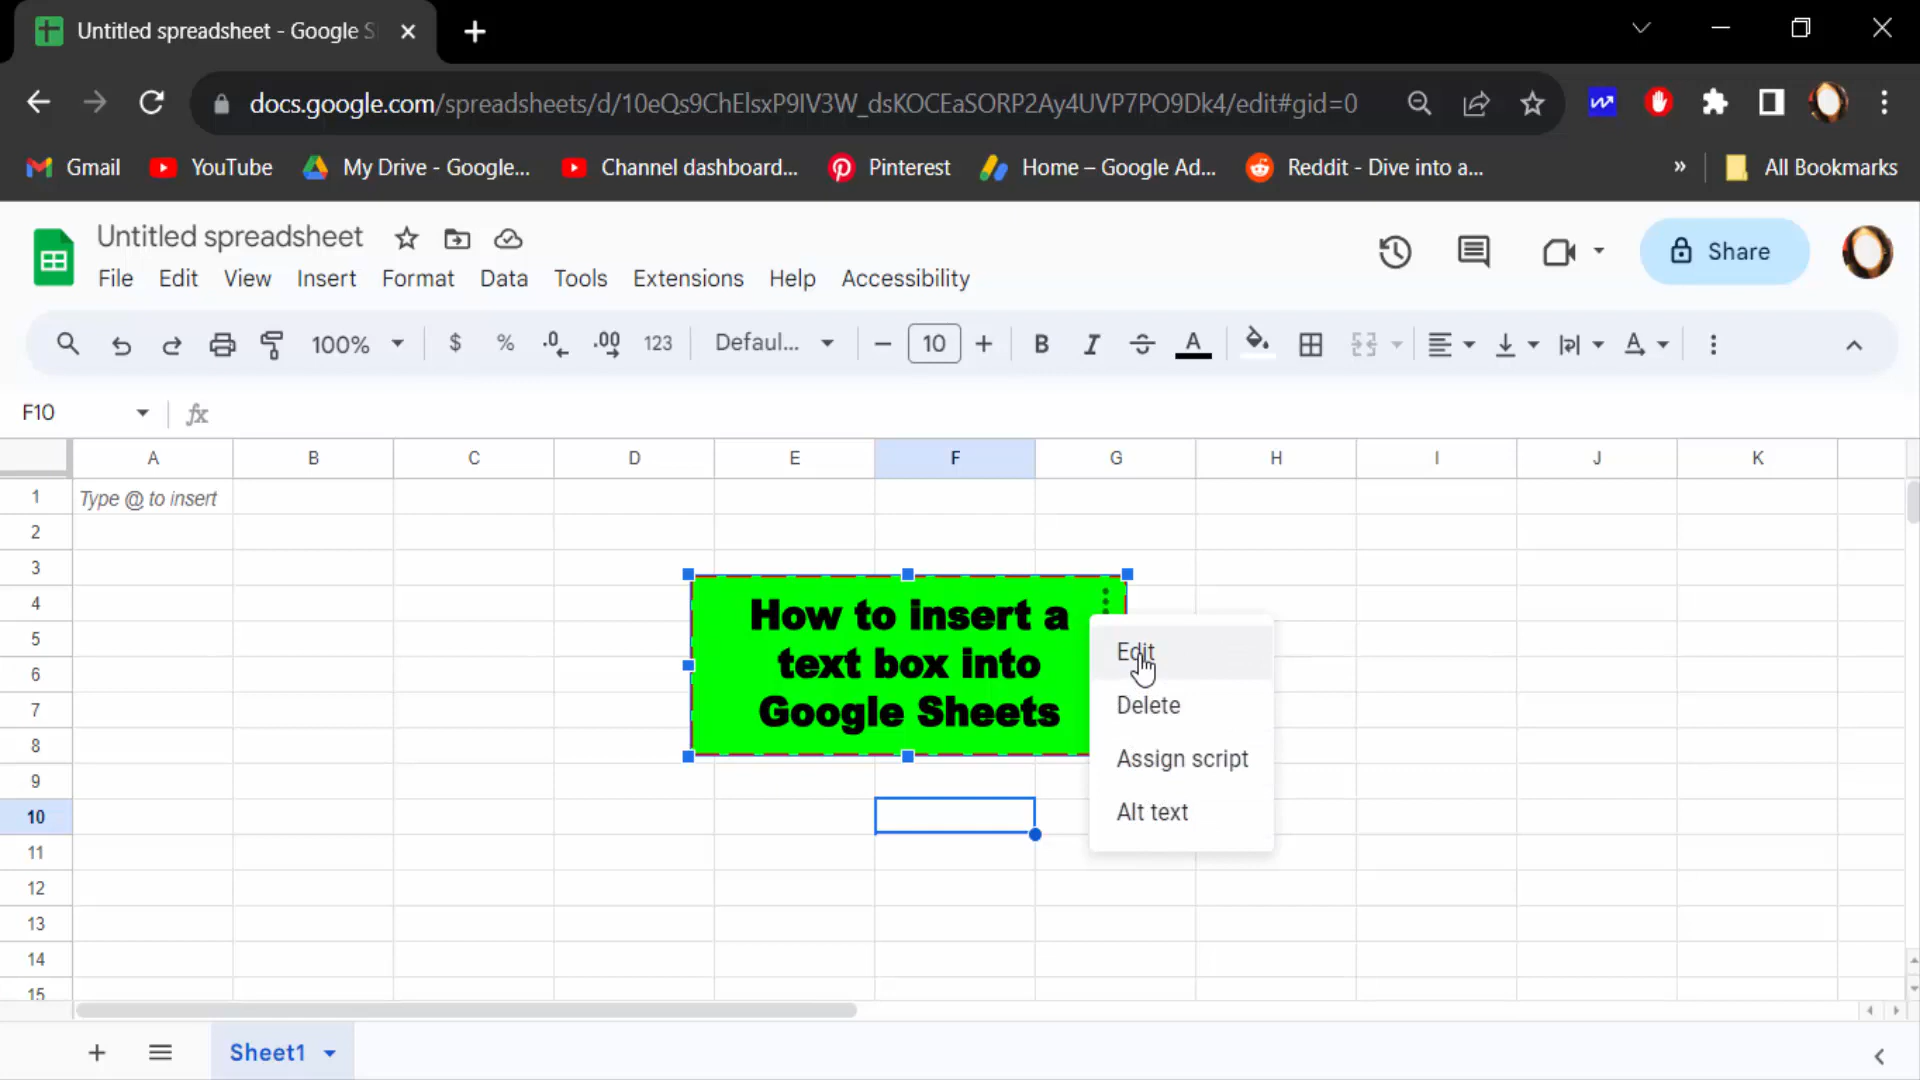 Untitled spreadsheet - Google S
docs.google.com/spreadsheets/d/10eQs9ChElsxP9IV3W_dsKOCEaSORP2Ay4UVP7PO9Dk4/edit#gid=0
Gmail YouTube My Drive - Google... Channel dashboard... Pinterest Home – Google Ad... Reddit - Dive into a... » All Bookmarks
Untitled spreadsheet
File Edit View Insert Format Data Tools Extensions Help Accessibility
Share
100% $ % .0 .00 123 Defaul... − 10 + B I S A
F10 fx
A B C D E F G H I J K
1 Type @ to insert
2
3
4
5
6
7
8
9
10
11
12
13
14
15
How to insert a
text box into
Google Sheets
Edit
Delete
Assign script
Alt text
+ Sheet1